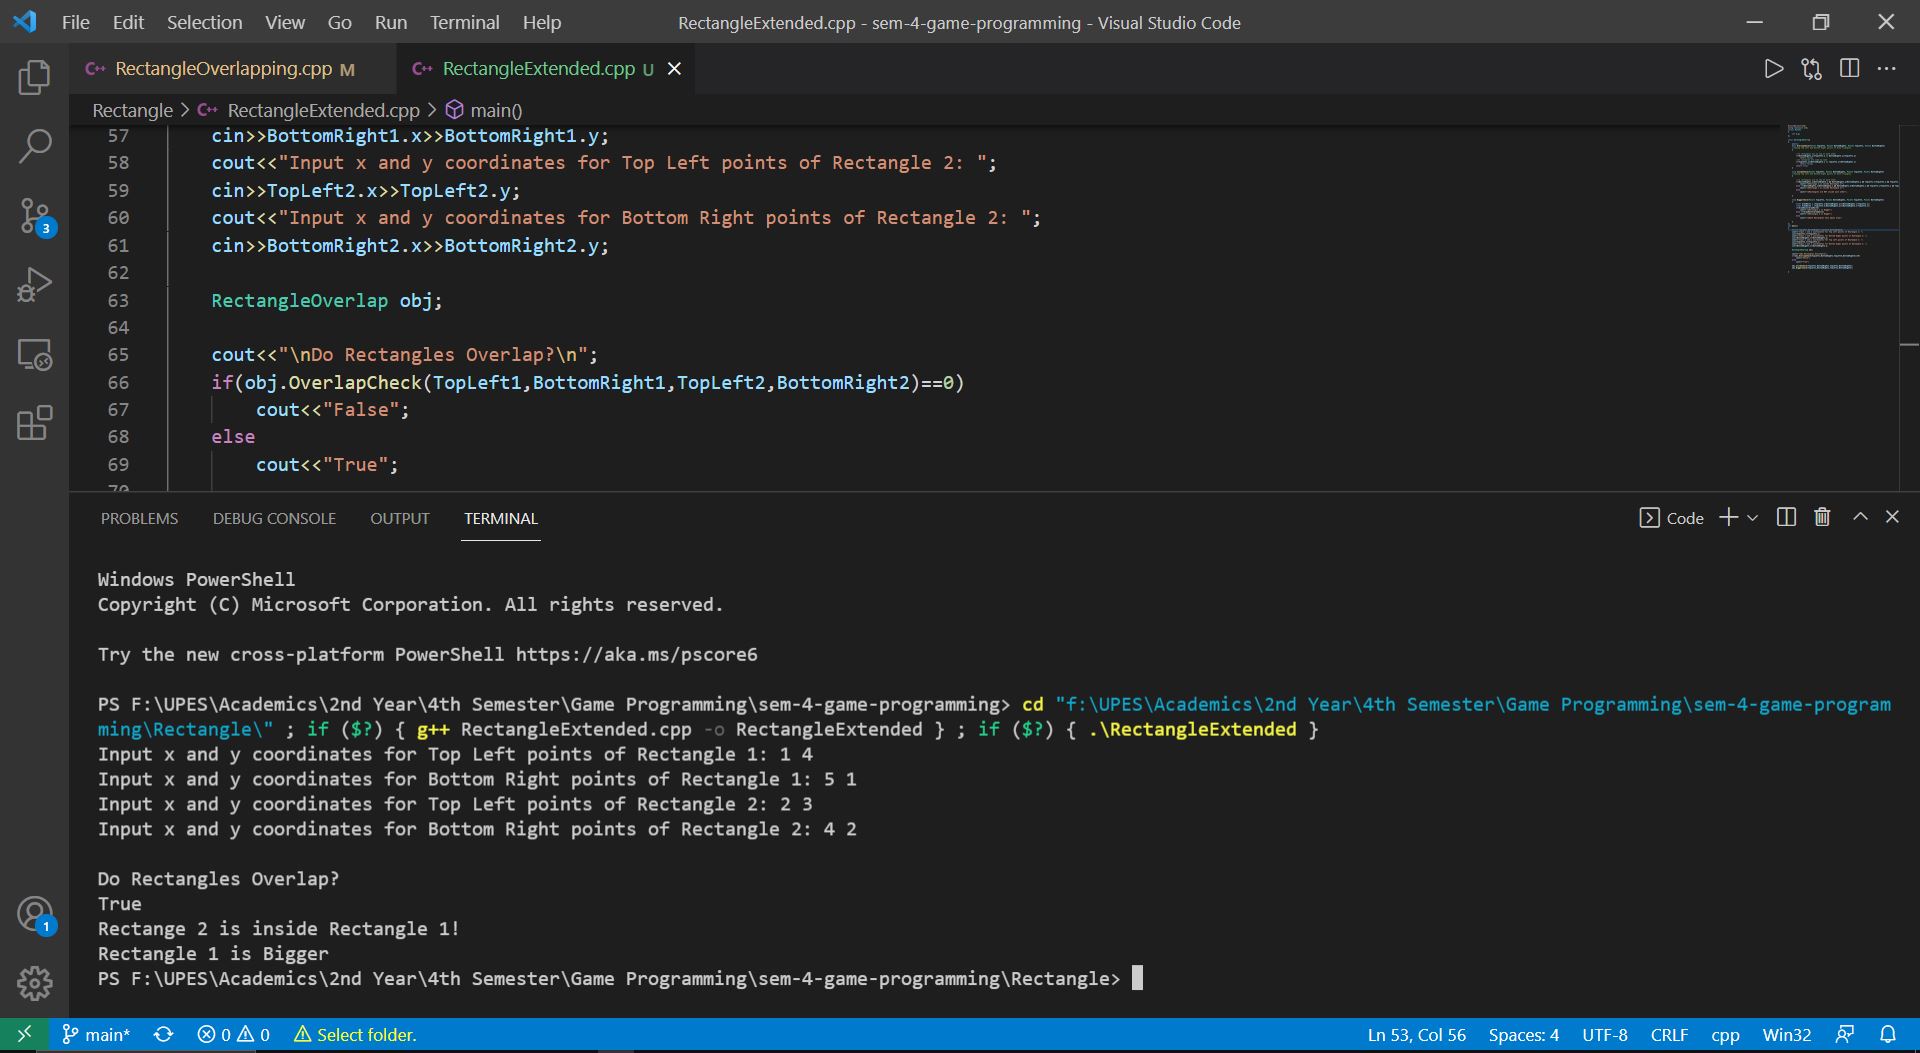 File Edit Selection View Go Run Terminal Help RectangleExtended.cpp - sem-4-game-programming - Visual Studio Code
RectangleOverlapping.cpp M RectangleExtended.cpp U
Rectangle > RectangleExtended.cpp > main()
57 cin>>BottomRight1.x>>BottomRight1.y;
58 cout<<"Input x and y coordinates for Top Left points of Rectangle 2: ";
59 cin>>TopLeft2.x>>TopLeft2.y;
60 cout<<"Input x and y coordinates for Bottom Right points of Rectangle 2: ";
61 cin>>BottomRight2.x>>BottomRight2.y;
62
63 RectangleOverlap obj;
64
65 cout<<"\nDo Rectangles Overlap?\n";
66 if(obj.OverlapCheck(TopLeft1,BottomRight1,TopLeft2,BottomRight2)==0)
67 cout<<"False";
68 else
69 cout<<"True";
70
PROBLEMS DEBUG CONSOLE OUTPUT TERMINAL Code
Windows PowerShell
Copyright (C) Microsoft Corporation. All rights reserved.
Try the new cross-platform PowerShell https://aka.ms/pscore6
PS F:\UPES\Academics\2nd Year\4th Semester\Game Programming\sem-4-game-programming> cd "f:\UPES\Academics\2nd Year\4th Semester\Game Programming\sem-4-game-program
ming\Rectangle\" ; if ($?) { g++ RectangleExtended.cpp -o RectangleExtended } ; if ($?) { .\RectangleExtended }
Input x and y coordinates for Top Left points of Rectangle 1: 1 4
Input x and y coordinates for Bottom Right points of Rectangle 1: 5 1
Input x and y coordinates for Top Left points of Rectangle 2: 2 3
Input x and y coordinates for Bottom Right points of Rectangle 2: 4 2
Do Rectangles Overlap?
True
Rectange 2 is inside Rectangle 1!
Rectangle 1 is Bigger
PS F:\UPES\Academics\2nd Year\4th Semester\Game Programming\sem-4-game-programming\Rectangle>
3
1
main* 0 0 Select folder. Ln 53, Col 56 Spaces: 4 UTF-8 CRLF cpp Win32